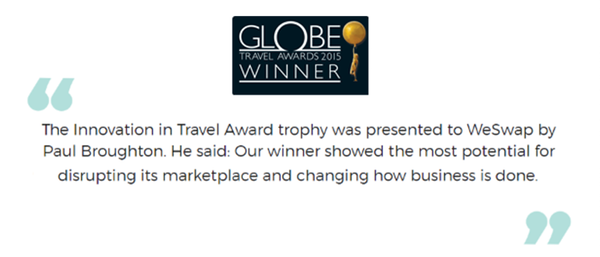 GLOBE
TRAVEL AWARDS 2015
WINNER
“
The Innovation in Travel Award trophy was presented to WeSwap by
Paul Broughton. He said: Our winner showed the most potential for
disrupting its marketplace and changing how business is done.
”